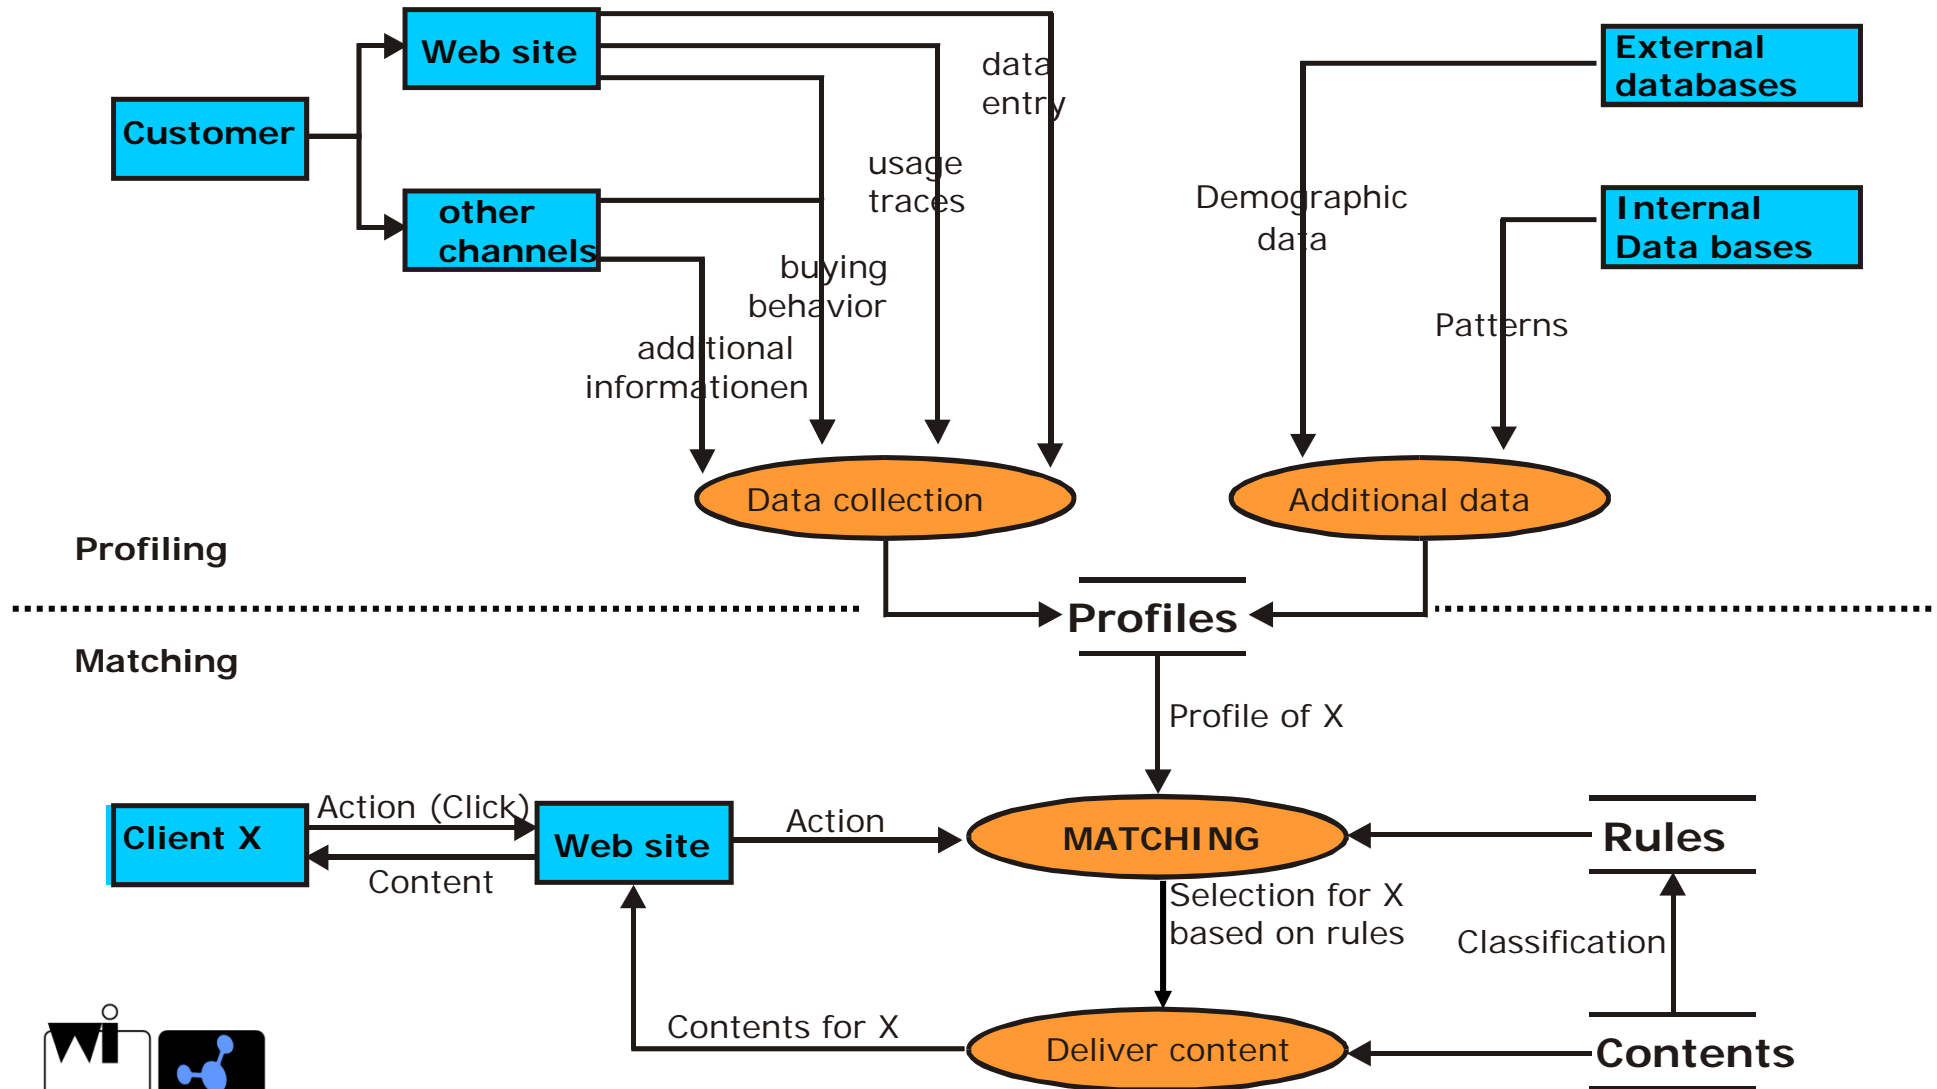 Web site
data
entry
External
databases
Customer
usage
traces
Demographic
data
other
channels
Internal
Data bases
buying
behavior
Patterns
additional
informationen
Data collection
Additional data
Profiling
Profiles
Matching
Profile of X
Action (Click)
Client X
Web site
Action
MATCHING
Rules
Content
Selection for X
based on rules
Classification
Contents for X
Deliver content
Contents